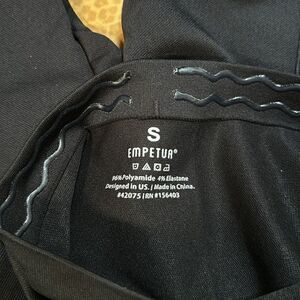 S
EMPETUA®
96%Polyamide 4% Elastane
Designed in US. | Made in China.
#42075 | RN #156403